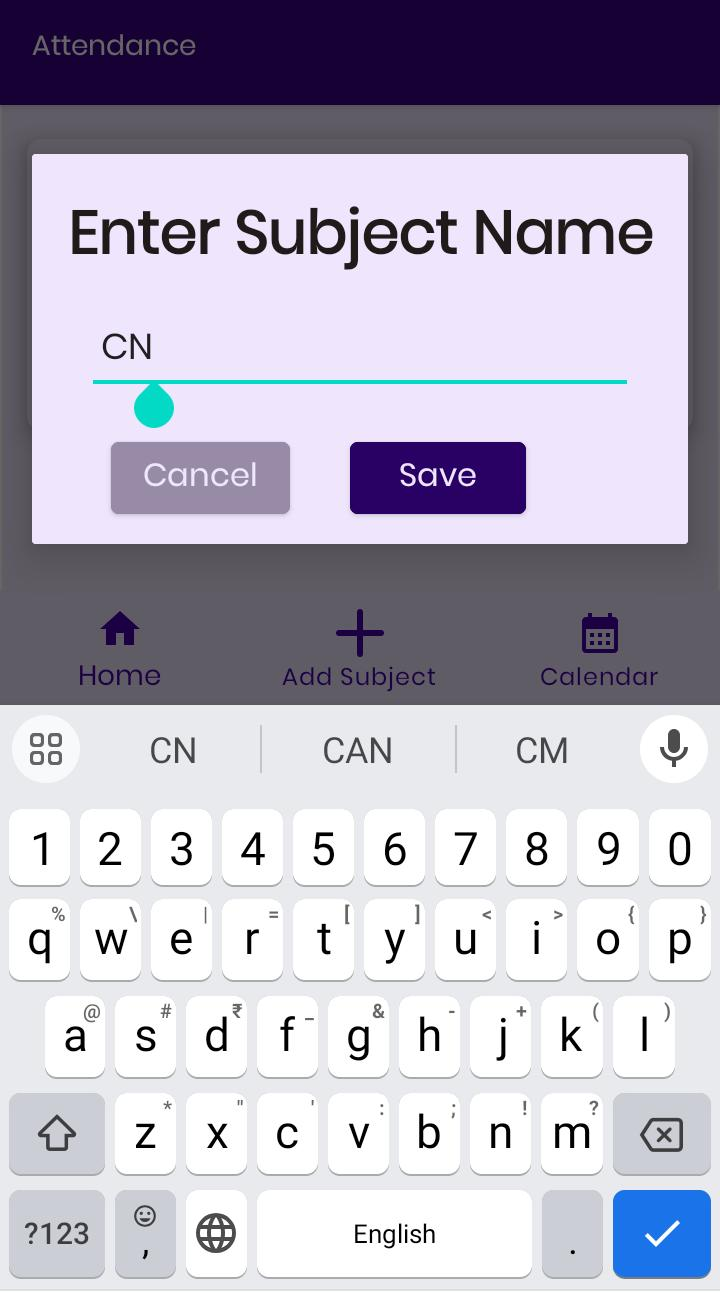 Attendance
Enter Subject Name
CN
Cancel Save
Home Add Subject Calendar
CN CAN CM
1 2 3 4 5 6 7 8 9 0
% \ | = [ ] < > { }
q w e r t y u i o p
@ # ₹ _ & - + ( )
a s d f g h j k l
* " ' : ; ! ?
z x c v b n m
?123 , English .